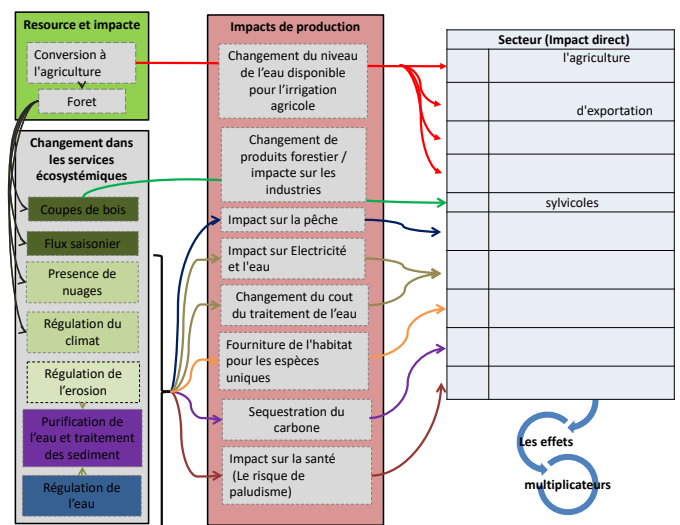 Resource et impacte
Conversion à
l'agriculture
Foret
Changement dans
les services
écosystémiques
Coupes de bois
Flux saisonier
Presence de
nuages
Régulation du
climat
Régulation de
l'erosion
Purification de
l'eau et traitement
des sediment
Régulation de
l'eau
Impacts de production
Changement du niveau
de l'eau disponible
pour l'irrigation
agricole
Changement de
produits forestier /
impacte sur les
industries
Impact sur la pêche
Impact sur Electricité
et l'eau
Changement du cout
du traitement de l'eau
Fourniture de l'habitat
pour les espèces
uniques
Sequestration du
carbone
Impact sur la santé
(Le risque de
paludisme)
Secteur (Impact direct)
l'agriculture
d'exportation
sylvicoles
Les effets
multiplicateurs